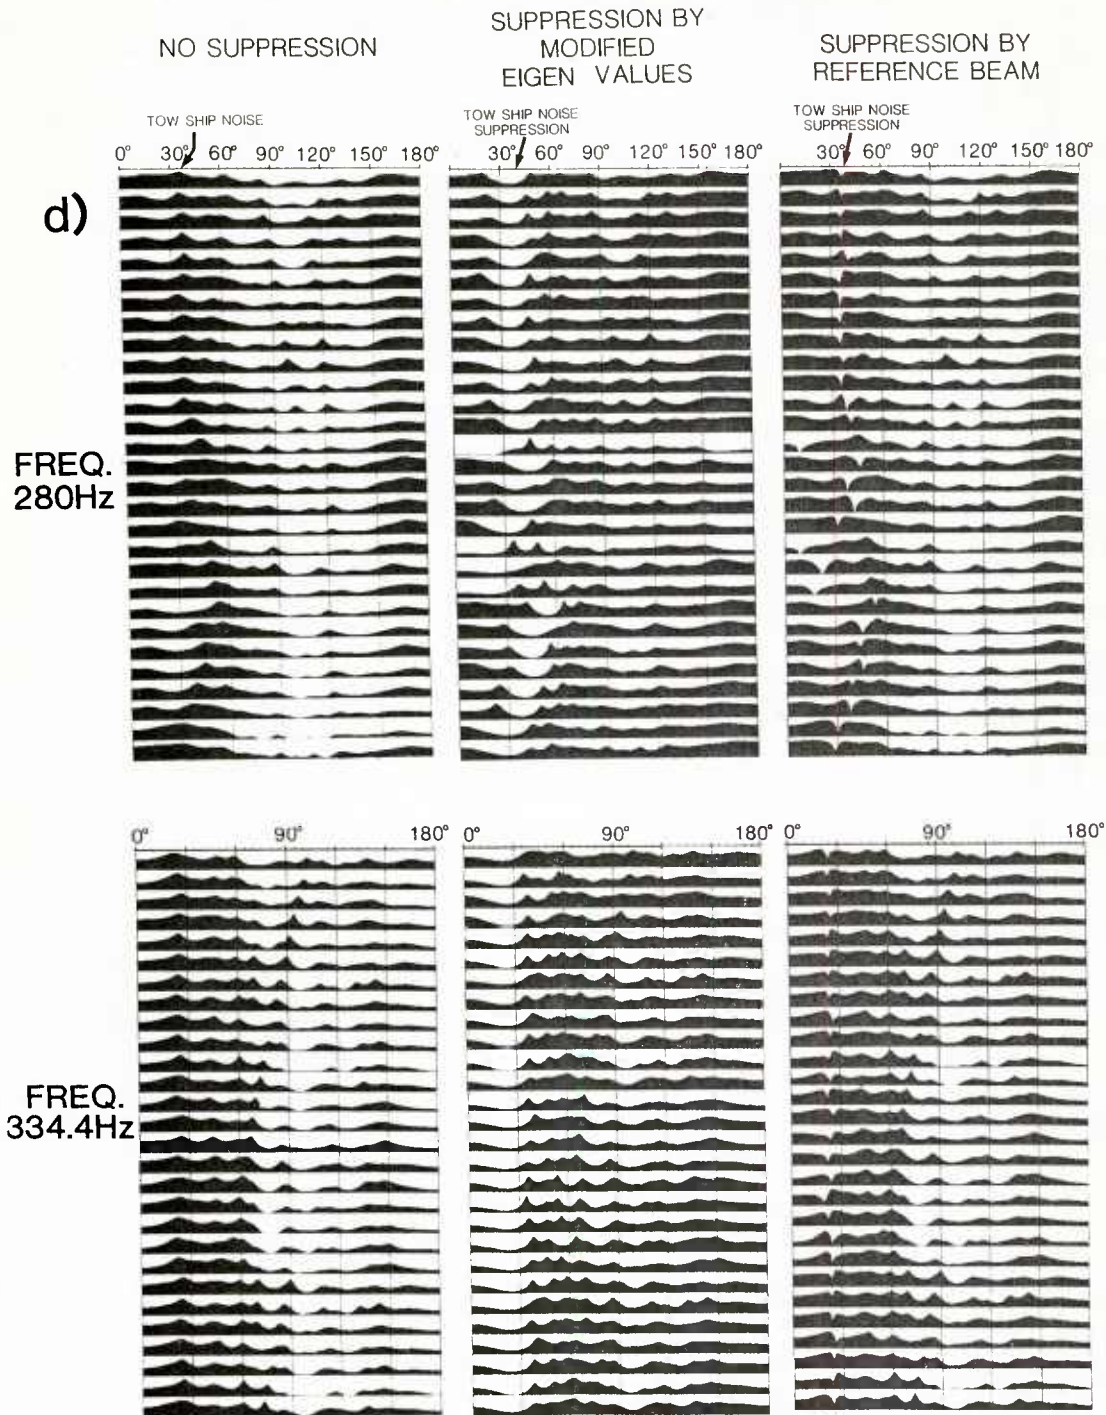 NO SUPPRESSION
SUPPRESSION BY
MODIFIED
EIGEN VALUES
SUPPRESSION BY
REFERENCE BEAM
TOW SHIP NOISE
TOW SHIP NOISE
SUPPRESSION
TOW SHIP NOISE
SUPPRESSION
0° 30° 60° 90° 120° 150° 180°
30° 60° 90° 120° 150° 180°
30° 60° 90° 120° 150° 180°
d)
FREQ.
280Hz
0° 90° 180°
0° 90° 180°
0° 90° 180°
FREQ.
334.4Hz